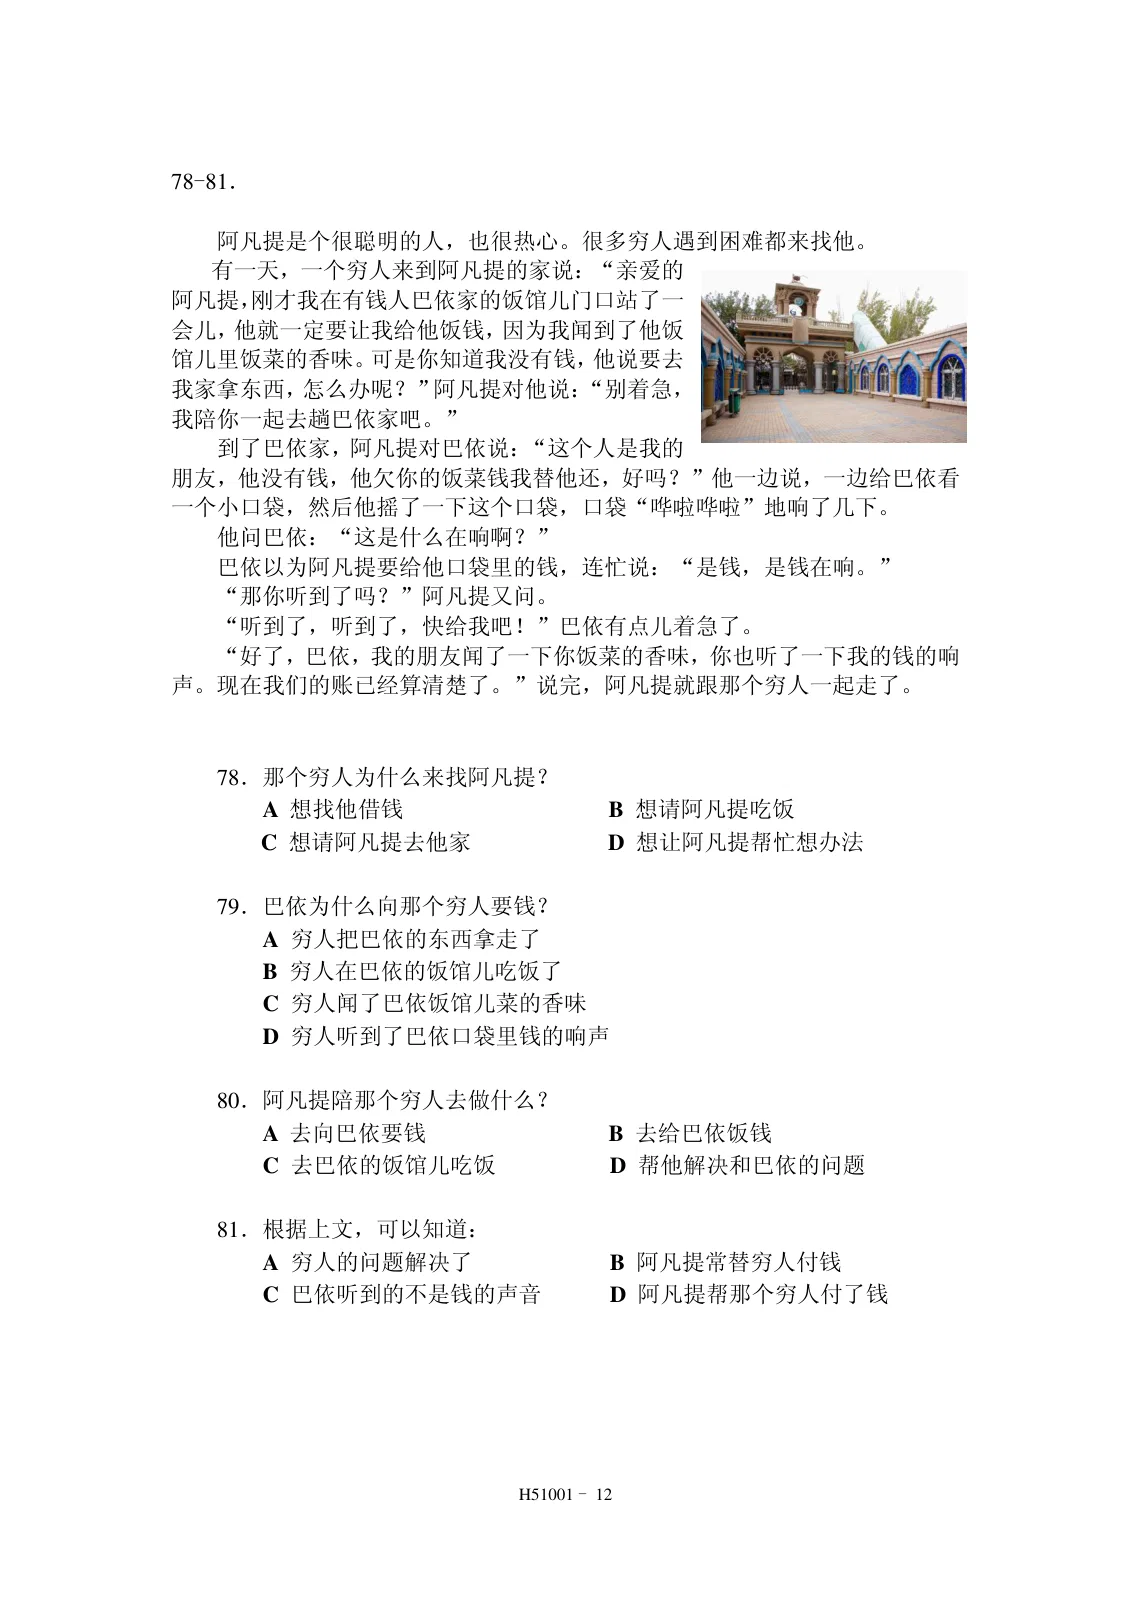 78-81．
阿凡提是个很聪明的人，也很热心。很多穷人遇到困难都来找他。
有一天，一个穷人来到阿凡提的家说：“亲爱的
阿凡提，刚才我在有钱人巴依家的饭馆儿门口站了一
会儿，他就一定要让我给他饭钱，因为我闻到了他饭
馆儿里饭菜的香味。可是你知道我没有钱，他说要去
我家拿东西，怎么办呢？”阿凡提对他说：“别着急，
我陪你一起去趟巴依家吧。”
到了巴依家，阿凡提对巴依说：“这个人是我的
朋友，他没有钱，他欠你的饭菜钱我替他还，好吗？”他一边说，一边给巴依看
一个小口袋，然后他摇了一下这个口袋，口袋“哗啦哗啦”地响了几下。
他问巴依：“这是什么在响啊？”
巴依以为阿凡提要给他口袋里的钱，连忙说：“是钱，是钱在响。”
“那你听到了吗？”阿凡提又问。
“听到了，听到了，快给我吧！”巴依有点儿着急了。
“好了，巴依，我的朋友闻了一下你饭菜的香味，你也听了一下我的钱的响
声。现在我们的账已经算清楚了。”说完，阿凡提就跟那个穷人一起走了。
78．那个穷人为什么来找阿凡提？
A 想找他借钱 B 想请阿凡提吃饭
C 想请阿凡提去他家 D 想让阿凡提帮忙想办法
79．巴依为什么向那个穷人要钱？
A 穷人把巴依的东西拿走了
B 穷人在巴依的饭馆儿吃饭了
C 穷人闻了巴依饭馆儿菜的香味
D 穷人听到了巴依口袋里钱的响声
80．阿凡提陪那个穷人去做什么？
A 去向巴依要钱 B 去给巴依饭钱
C 去巴依的饭馆儿吃饭 D 帮他解决和巴依的问题
81．根据上文，可以知道：
A 穷人的问题解决了 B 阿凡提常替穷人付钱
C 巴依听到的不是钱的声音 D 阿凡提帮那个穷人付了钱
H51001 - 12